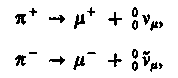 π⁺ → μ⁺ + ⁰₀ν_μ,
π⁻ → μ⁻ + ⁰₀ν̃_μ,